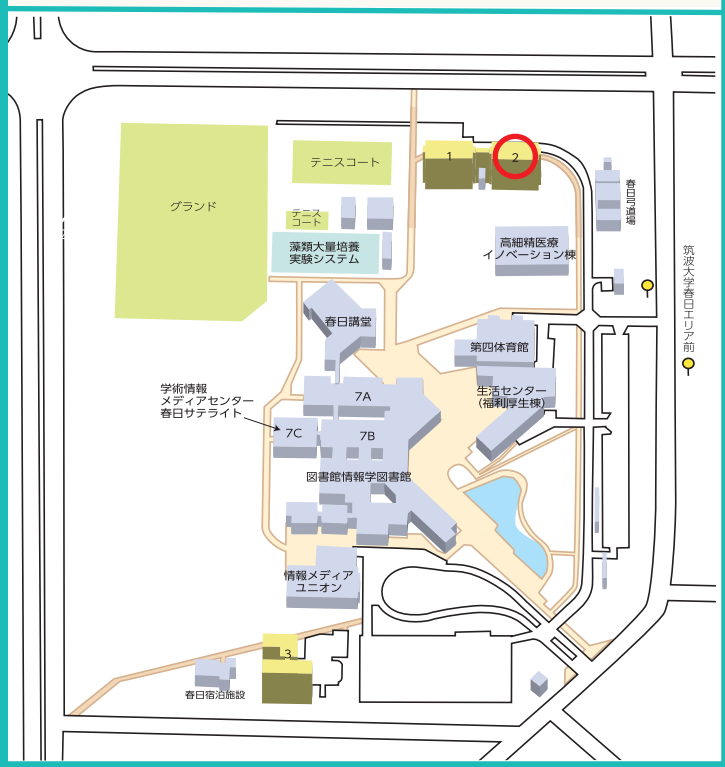 1
2
テニスコート
グランド
テニス
コート
春日弓道場
高細精医療
イノベーション棟
藻類大量培養
実験システム
筑波大学春日エリア前
春日講堂
第四体育館
学術情報
メディアセンター
春日サテライト
7A
生活センター
(福利厚生棟)
7C
7B
図書館情報学図書館
情報メディア
ユニオン
3
春日宿泊施設